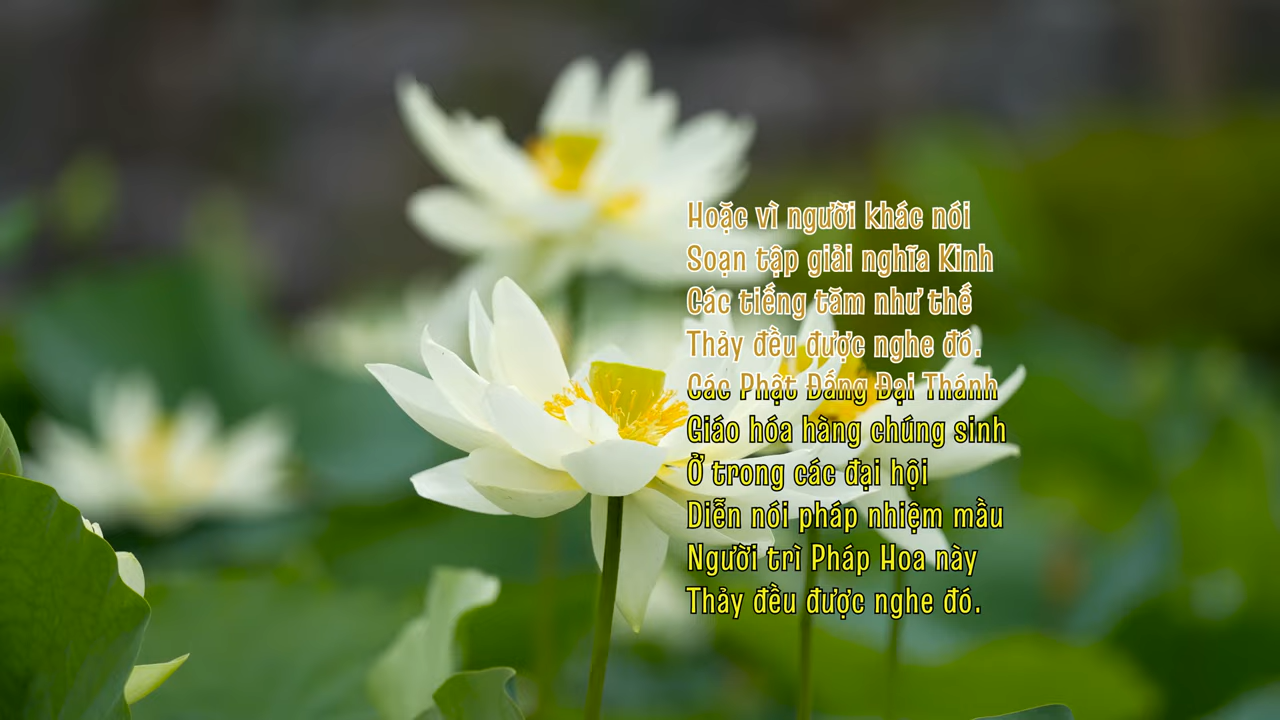 Hoặc vì người khác nói
Soạn tập giải nghĩa Kinh
Các tiếng tăm như thế
Thảy đều được nghe đó.
Các Phật Đấng Đại Thánh
Giáo hóa hàng chúng sinh
Ở trong các đại hội
Diễn nói pháp nhiệm mầu
Người trì Pháp Hoa này
Thảy đều được nghe đó.